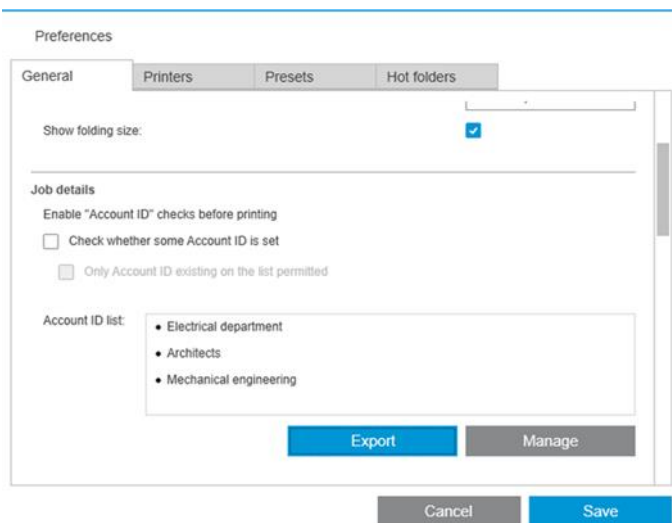 Preferences
General Printers Presets Hot folders
Show folding size:
Job details
Enable "Account ID" checks before printing
Check whether some Account ID is set
Only Account ID existing on the list permitted
Account ID list:
• Electrical department
• Architects
• Mechanical engineering
Export Manage
Cancel Save